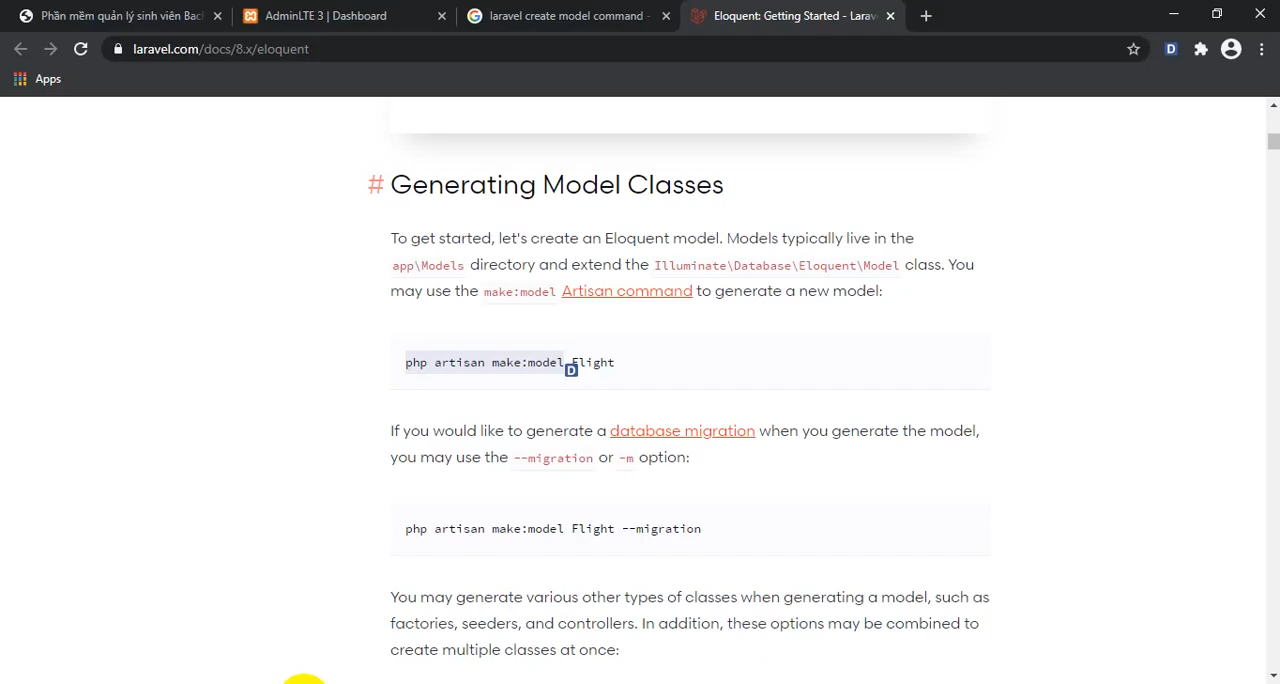 Phần mềm quản lý sinh viên Bacl
AdminLTE 3 | Dashboard
laravel create model command -
Eloquent: Getting Started - Larav
laravel.com/docs/8.x/eloquent
D
Apps
# Generating Model Classes
To get started, let's create an Eloquent model. Models typically live in the
app\Models directory and extend the Illuminate\Database\Eloquent\Model class. You
may use the make:model Artisan command to generate a new model:
php artisan make:model Flight
D
If you would like to generate a database migration when you generate the model,
you may use the --migration or -m option:
php artisan make:model Flight --migration
You may generate various other types of classes when generating a model, such as
factories, seeders, and controllers. In addition, these options may be combined to
create multiple classes at once: